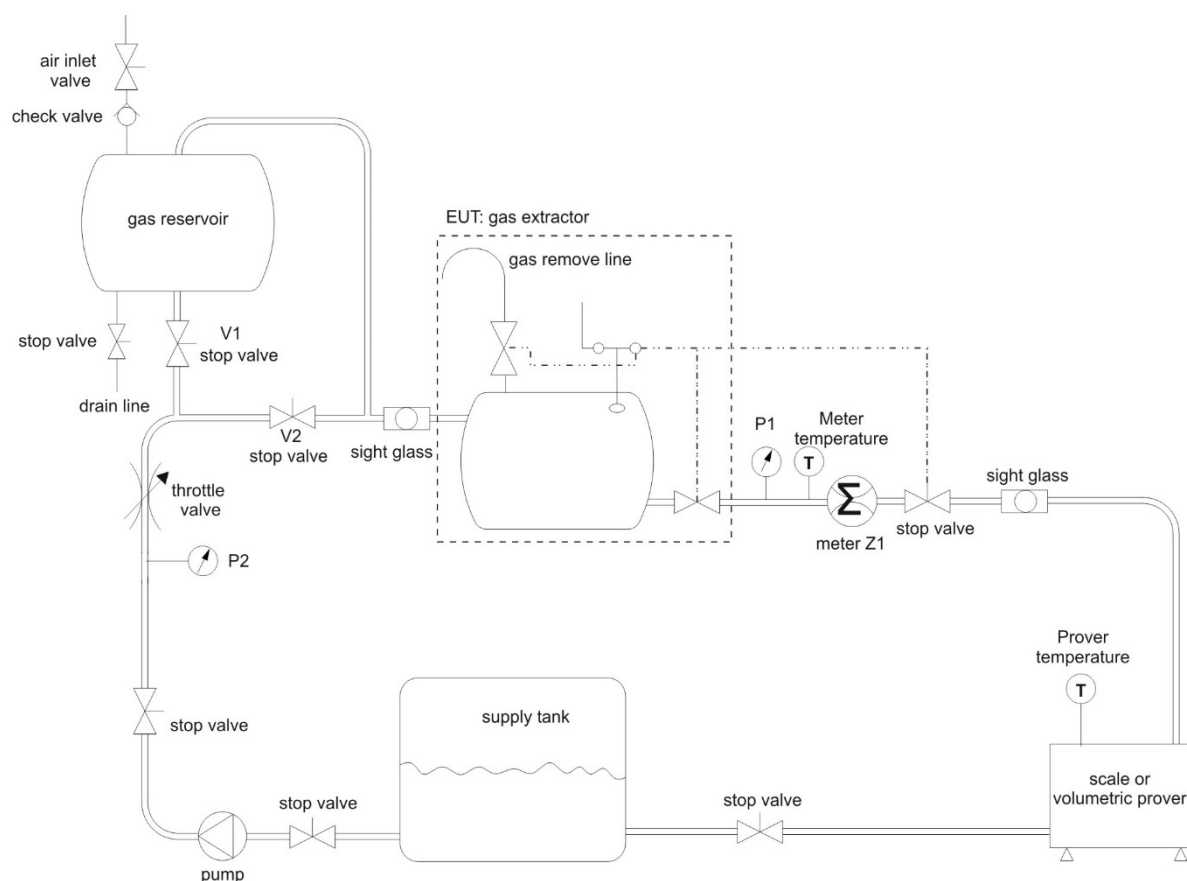 air inlet
valve
check valve
gas reservoir
EUT: gas extractor
gas remove line
stop valve
V1
stop valve
drain line
V2
stop valve
sight glass
P1
Meter
temperature
T
sight glass
throttle
valve
Σ
meter Z1
stop valve
P2
Prover
temperature
T
stop valve
supply tank
scale or
volumetric prover
stop valve
stop valve
pump